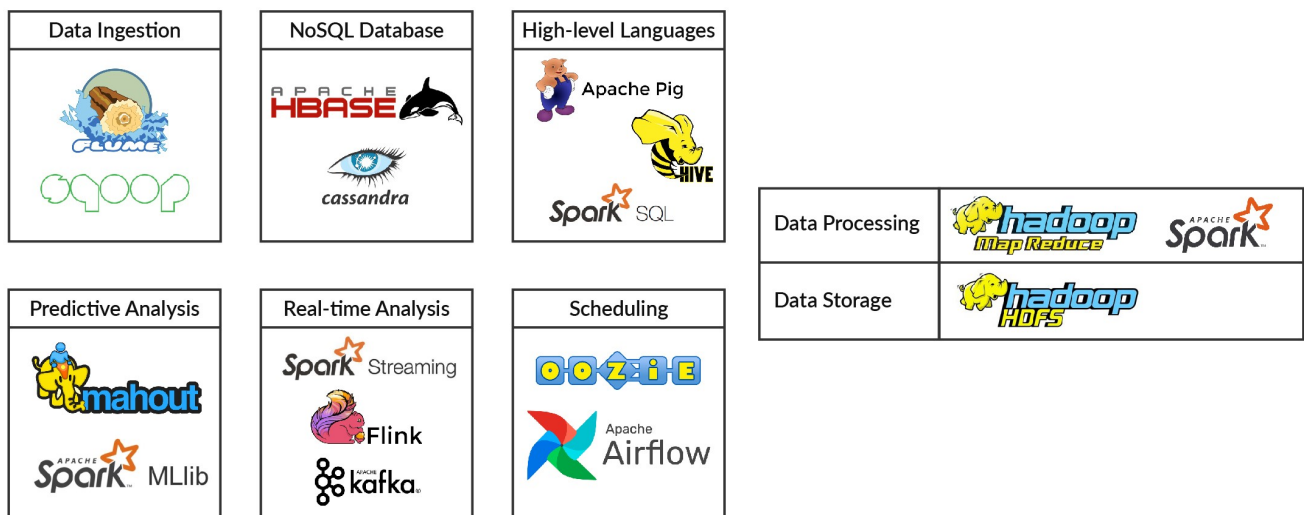 Data Ingestion
FLUME
sqoop
NoSQL Database
APACHE
HBASE
cassandra
High-level Languages
Apache Pig
HIVE
Spark SQL
Data Processing
hadoop
Map Reduce
APACHE
Spark
Data Storage
hadoop
HDFS
Predictive Analysis
mahout
APACHE
Spark MLlib
Real-time Analysis
Spark Streaming
Flink
APACHE
kafka
Scheduling
OOZiE
Apache
Airflow